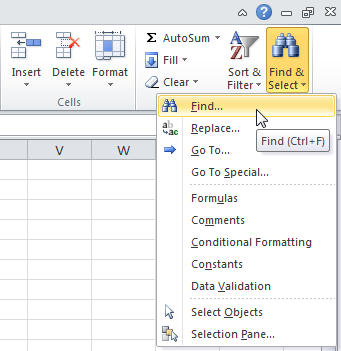 Insert Delete Format
Cells
Σ AutoSum
Fill
Clear
Sort &
Filter
Find &
Select
V W
Find...
Replace...
Go To...
Go To Special...
Formulas
Comments
Conditional Formatting
Constants
Data Validation
Select Objects
Selection Pane...
Find (Ctrl+F)